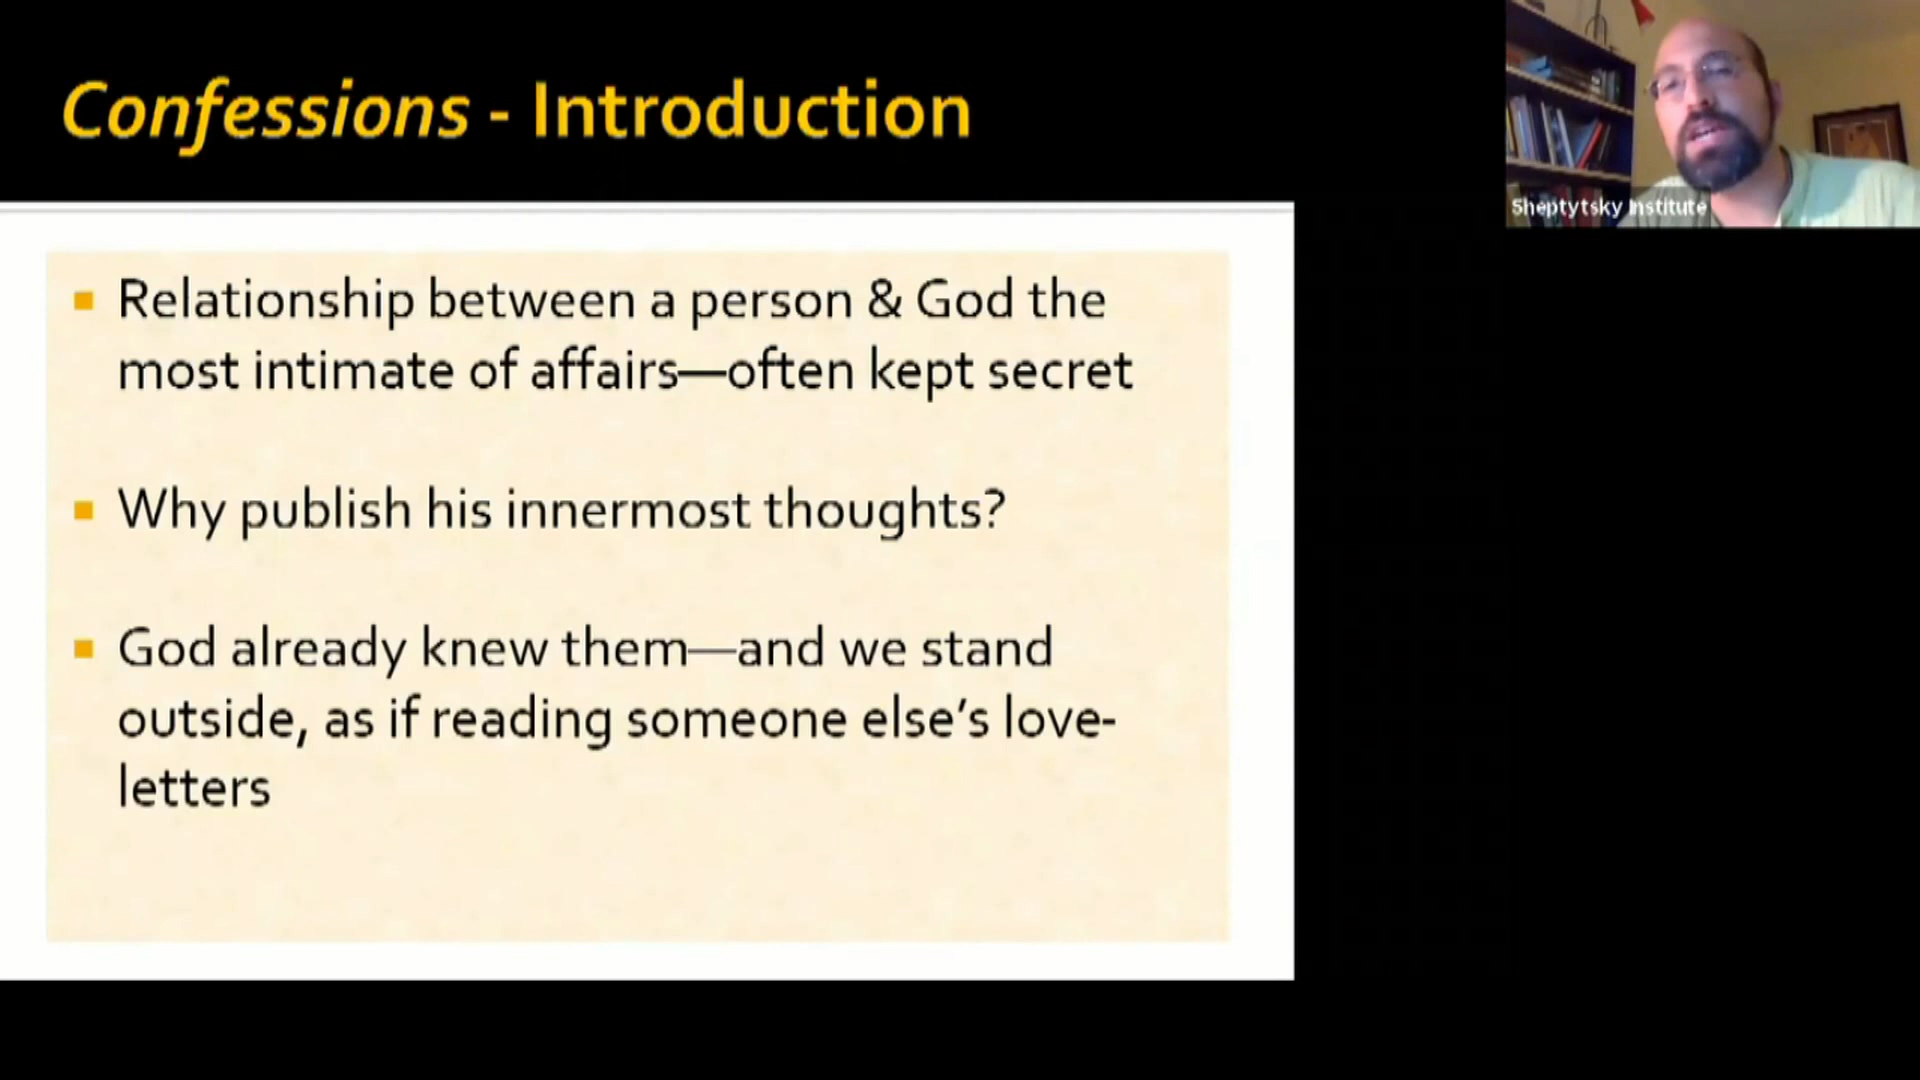 Confessions - Introduction
Sheptytsky Institute
▪ Relationship between a person & God the
most intimate of affairs—often kept secret
▪ Why publish his innermost thoughts?
▪ God already knew them—and we stand
outside, as if reading someone else’s love-
letters